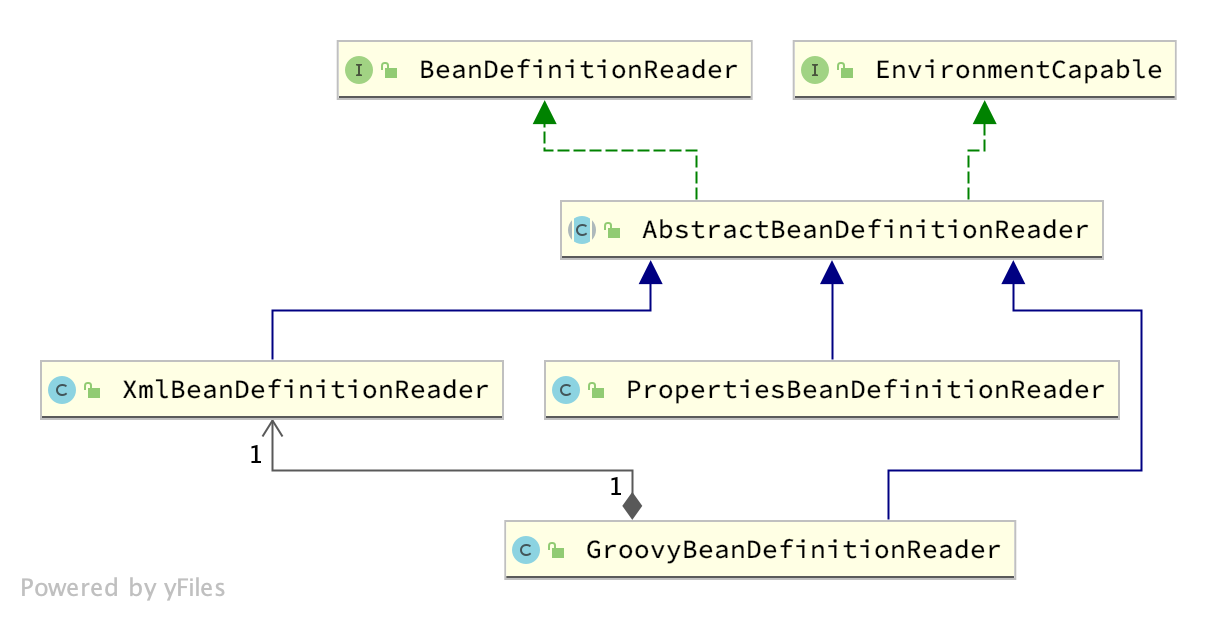 I BeanDefinitionReader
I EnvironmentCapable
C AbstractBeanDefinitionReader
C XmlBeanDefinitionReader
C PropertiesBeanDefinitionReader
1
1
C GroovyBeanDefinitionReader
Powered by yFiles